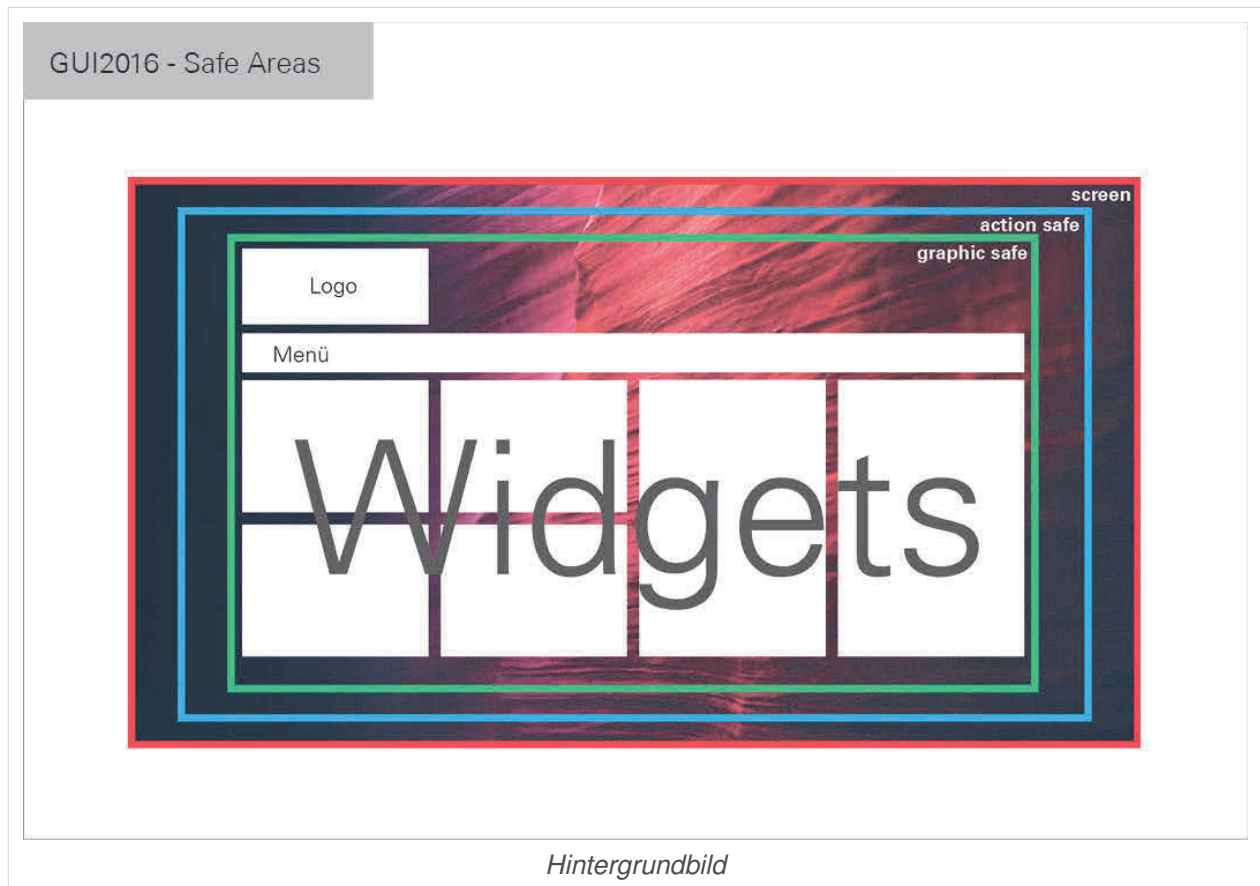 GUI2016 - Safe Areas
screen
action safe
graphic safe
Logo
Menü
Widgets
Hintergrundbild